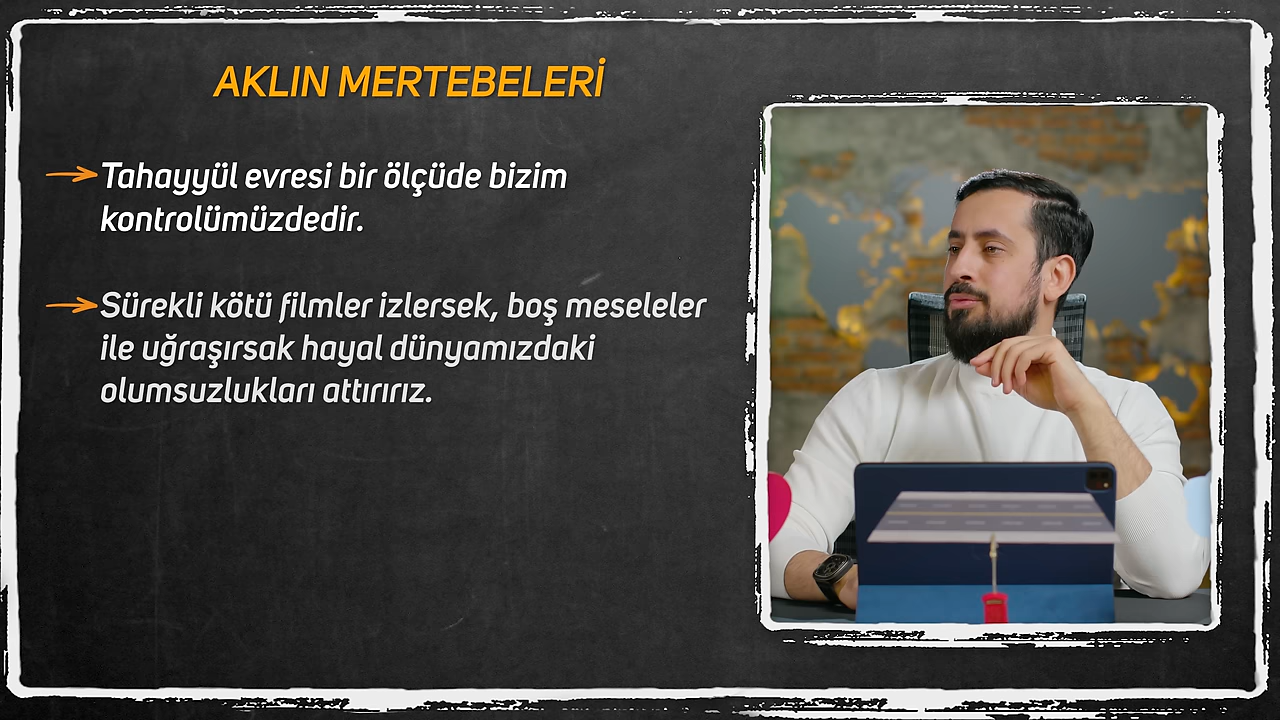 AKLIN MERTEBELERİ
Tahayyül evresi bir ölçüde bizim
kontrolümüzdedir.
Sürekli kötü filmler izlersek, boş meseleler
ile uğraşırsak hayal dünyamızdaki
olumsuzlukları attırırız.